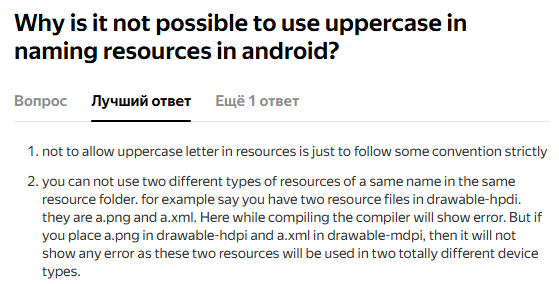 Why is it not possible to use uppercase in
naming resources in android?
Вопрос Лучший ответ Ещё 1 ответ
1. not to allow uppercase letter in resources is just to follow some convention strictly
2. you can not use two different types of resources of a same name in the same
resource folder. for example say you have two resource files in drawable-hpdi.
they are a.png and a.xml. Here while compiling the compiler will show error. But if
you place a.png in drawable-hdpi and a.xml in drawable-mdpi, then it will not
show any error as these two resources will be used in two totally different device
types.